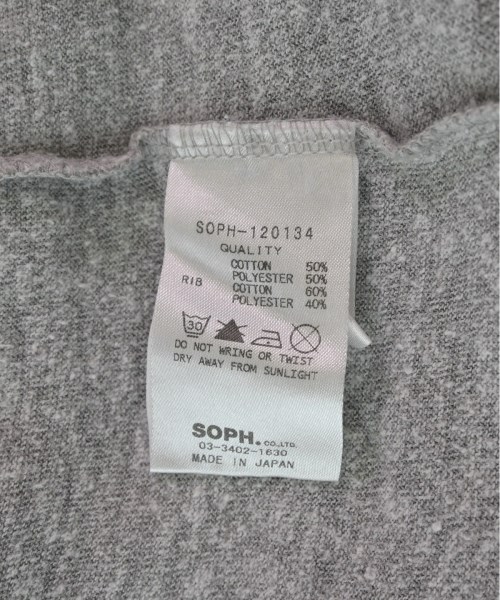 SOPH-120134
QUALITY
COTTON 50%
POLYESTER 50%
RIB COTTON 60%
POLYESTER 40%
30
DO NOT WRING OR TWIST
DRY AWAY FROM SUNLIGHT
SOPH. CO.,LTD.
03-3402-1630
MADE IN JAPAN